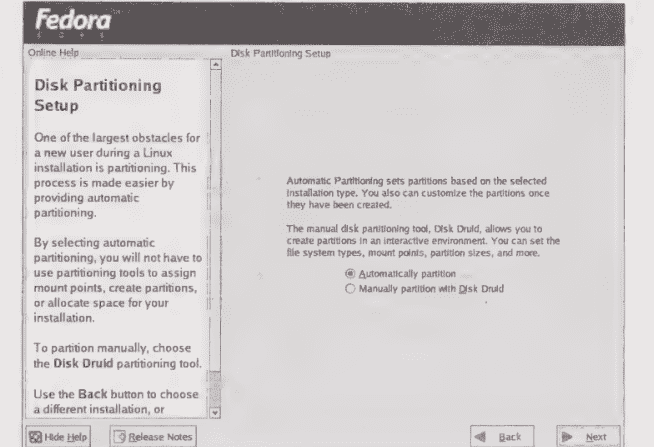 Fedora
Online Help
Disk Partitioning Setup
Disk Partitioning
Setup
One of the largest obstacles for
a new user during a Linux
installation is partitioning. This
process is made easier by
providing automatic
partitioning.
By selecting automatic
partitioning, you will not have to
use partitioning tools to assign
mount points, create partitions,
or allocate space for your
installation.
To partition manually, choose
the Disk Druid partitioning tool.
Use the Back button to choose
a different installation, or
Automatic Partitioning sets partitions based on the selected
installation type. You also can customize the partitions once
they have been created.
The manual disk partitioning tool, Disk Druid, allows you to
create partitions in an interactive environment. You can set the
file system types, mount points, partition sizes, and more.
Automatically partition
Manually partition with Disk Druid
Hide Help
Release Notes
Back
Next